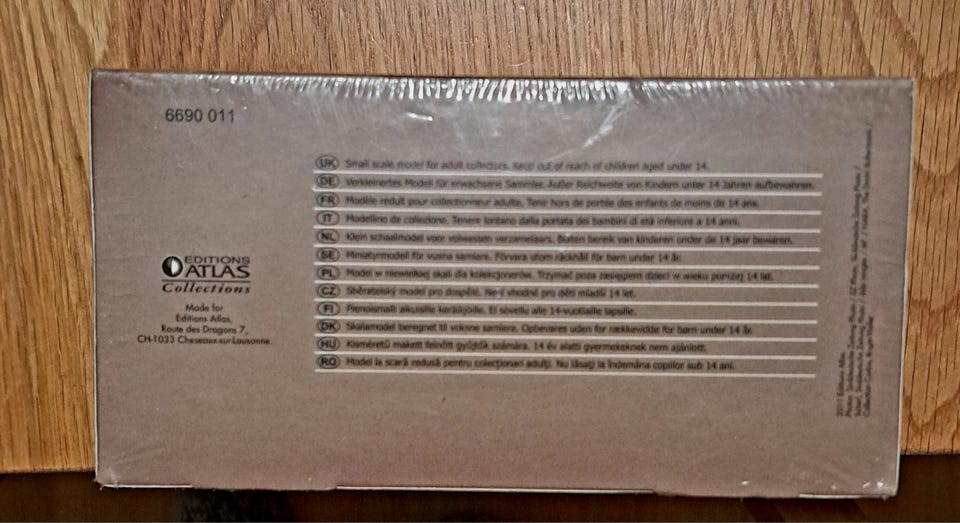 6690 011
UK Small scale model for adult collectors. Keep out of reach of children aged under 14.
DE Verkleinertes Modell für erwachsene Sammler. Außer Reichweite von Kindern unter 14 Jahren aufbewahren.
FR Modèle réduit pour collectionneur adulte. Tenir hors de portée des enfants de moins de 14 ans.
IT Modellino da collezione. Tenere lontano dalla portata dei bambini di età inferiore a 14 anni.
NL Klein schaalmodel voor volwassen verzamelaars. Buiten bereik van kinderen onder de 14 jaar bewaren.
SE Miniatyrmodell för vuxna samlare. Förvara utom räckhåll för barn under 14 år.
PL Model w niewielkiej skali dla kolekcjonerów. Trzymać poza zasięgiem dzieci w wieku poniżej 14 lat.
CZ Sběratelský model pro dospělé. Není vhodné pro děti mladší 14 let.
FI Pienoismalli aikuisille keräilijöille. Ei sovellu alle 14-vuotiaille lapsille.
DK Skalamodel beregnet til voksne samlere. Opbevares uden for rækkevidde for børn under 14 år.
HU Kisméretű makett felnőtt gyűjtők számára. 14 év alatti gyermekeknek nem ajánlott.
RO Model la scară redusă pentru colecționari adulți. Nu lăsați la îndemâna copiilor sub 14 ani.
EDITIONS
ATLAS
Collections
Made for
Editions Atlas,
Route des Dragons 7,
CH-1033 Cheseaux-sur-Lausanne.
2011 Editions Atlas